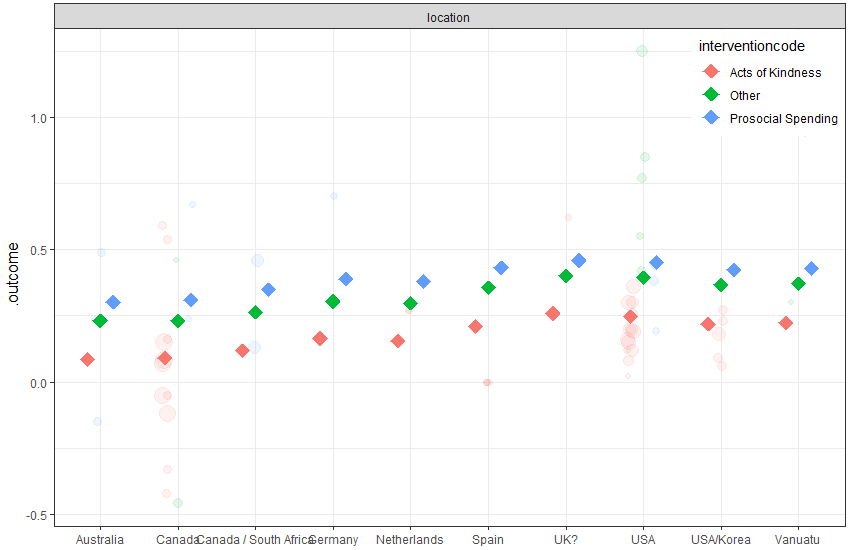 location
interventioncode
Acts of Kindness
Other
Prosocial Spending
.outcome
1.0
0.5
0.0
-0.5
Australia Canada Canada / South Africa Germany Netherlands Spain UK? USA USA/Korea Vanuatu